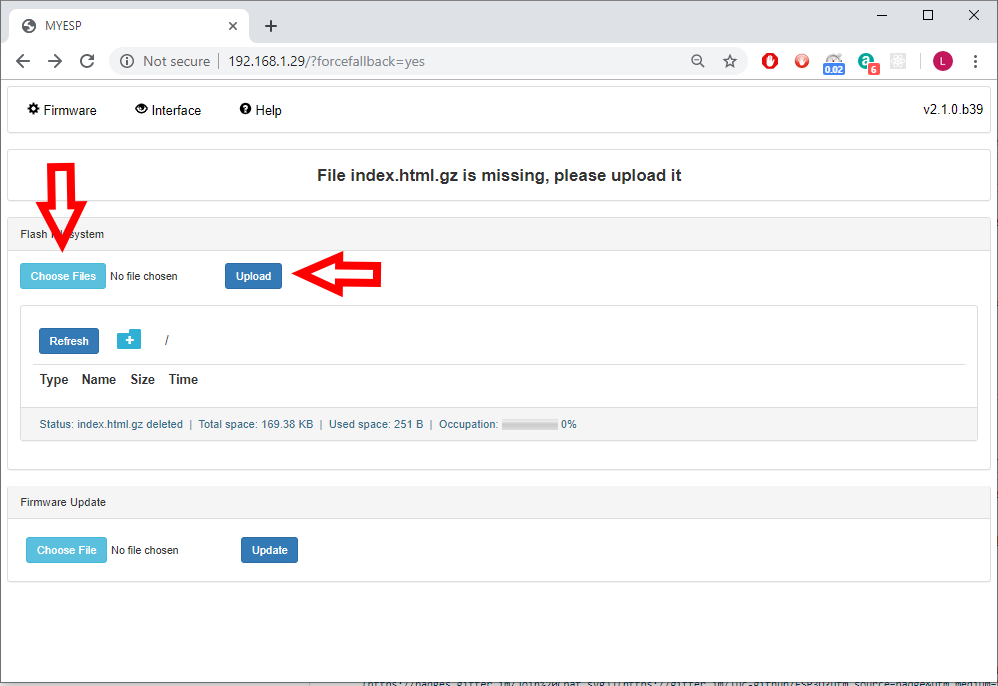 MYESP
Not secure | 192.168.1.29/?forcefallback=yes
0.02
a
6
L
Firmware Interface Help v2.1.0.b39
File index.html.gz is missing, please upload it
Flash Filesystem
Choose Files No file chosen Upload
Refresh /
Type Name Size Time
Status: index.html.gz deleted | Total space: 169.38 KB | Used space: 251 B | Occupation: 0%
Firmware Update
Choose File No file chosen Update